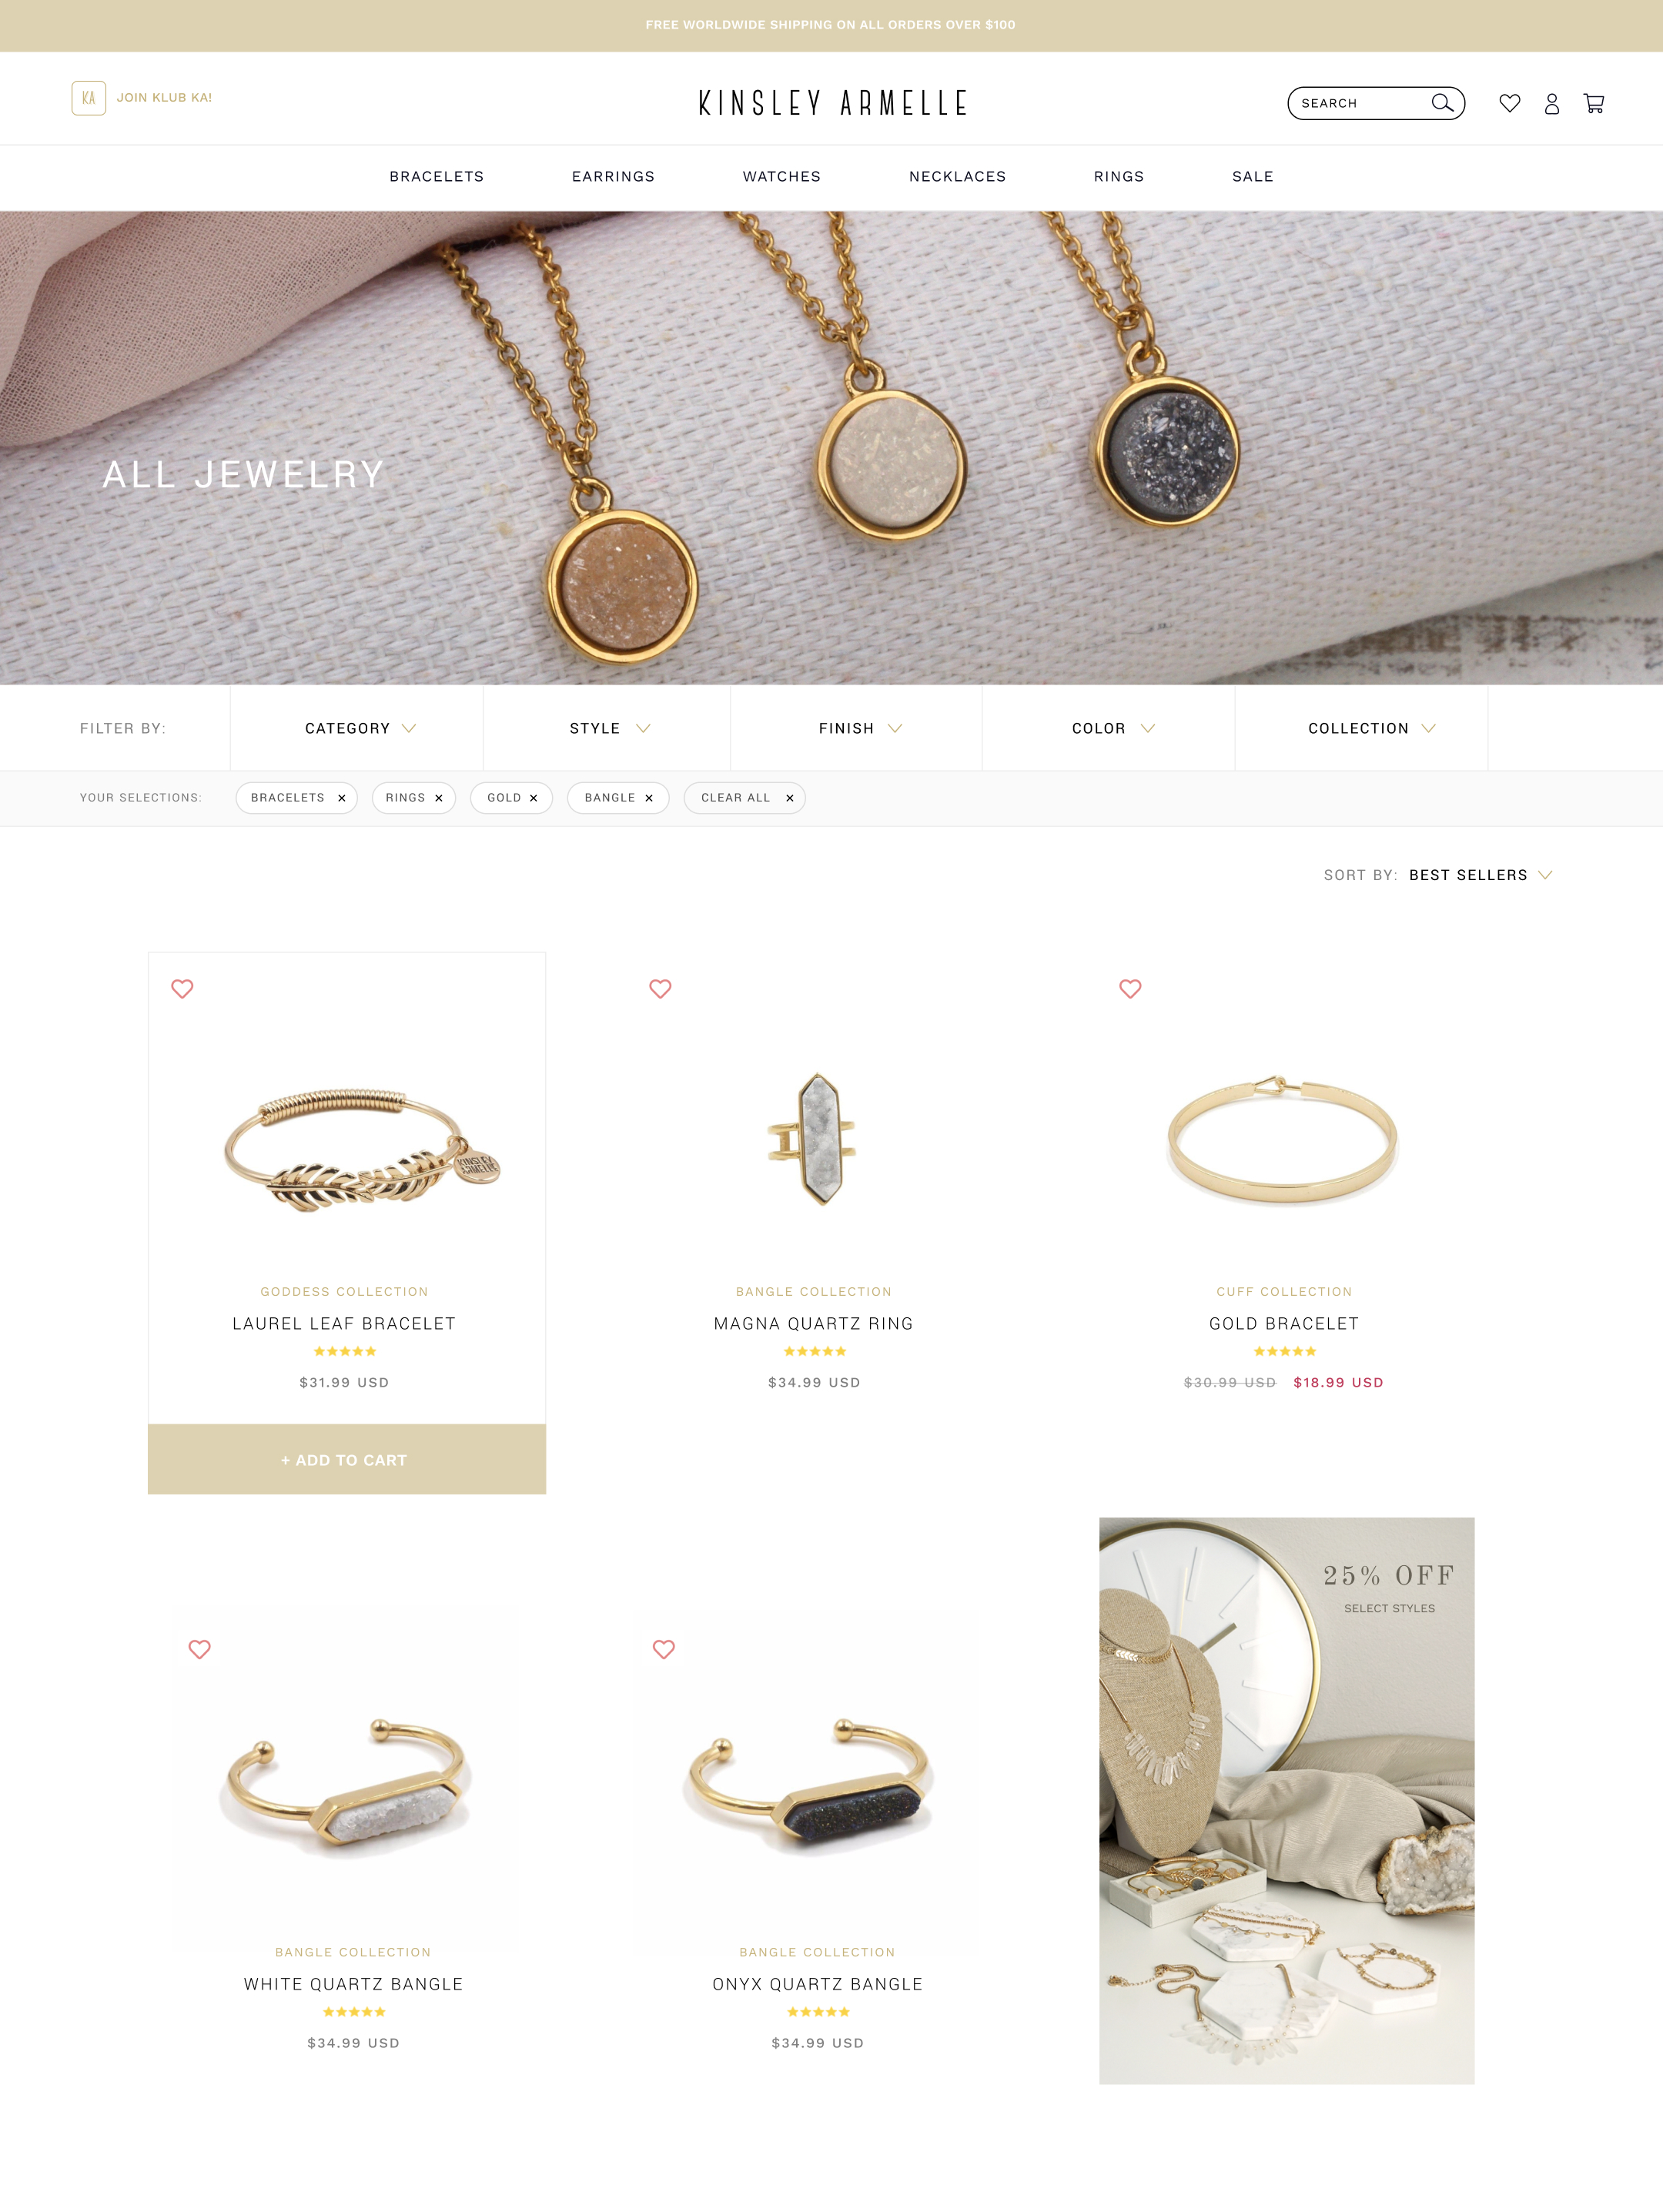 FREE WORLDWIDE SHIPPING ON ALL ORDERS OVER $100
KA JOIN KLUB KA!
KINSLEY ARMELLE
SEARCH
BRACELETS EARRINGS WATCHES NECKLACES RINGS SALE
ALL JEWELRY
FILTER BY: CATEGORY STYLE FINISH COLOR COLLECTION
YOUR SELECTIONS: BRACELETS × RINGS × GOLD × BANGLE × CLEAR ALL ×
SORT BY: BEST SELLERS
KINSLEY
ARMELLE
GODDESS COLLECTION
LAUREL LEAF BRACELET
$31.99 USD
+ ADD TO CART
BANGLE COLLECTION
MAGNA QUARTZ RING
$34.99 USD
CUFF COLLECTION
GOLD BRACELET
$30.99 USD $18.99 USD
BANGLE COLLECTION
WHITE QUARTZ BANGLE
$34.99 USD
BANGLE COLLECTION
ONYX QUARTZ BANGLE
$34.99 USD
25% OFF
SELECT STYLES